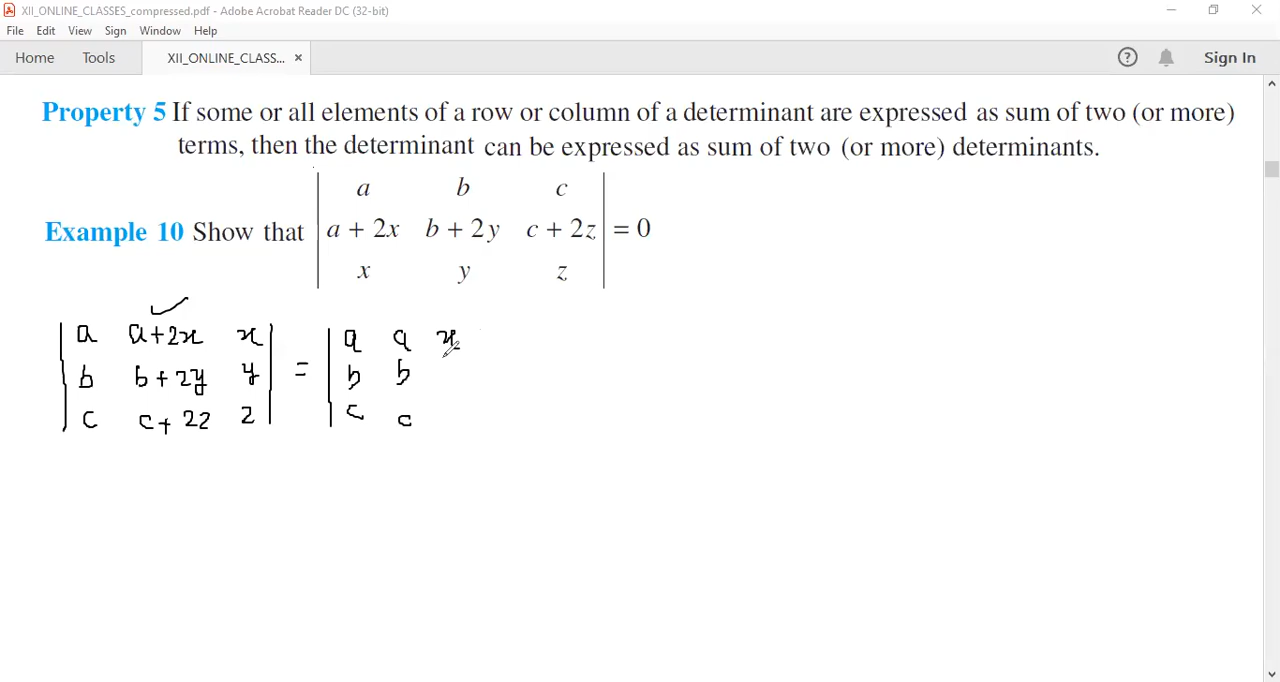 XII_ONLINE_CLASSES_compressed.pdf - Adobe Acrobat Reader DC (32-bit)
File Edit View Sign Window Help
Home Tools XII_ONLINE_CLASS... × ? Sign In
Property 5 If some or all elements of a row or column of a determinant are expressed as sum of two (or more)
terms, then the determinant can be expressed as sum of two (or more) determinants.
a b c
Example 10 Show that | a + 2x b + 2y c + 2z | = 0
x y z
| a a+2x x | | a a x
| b b+2y y | = | b b
| c c+2z z | | c c